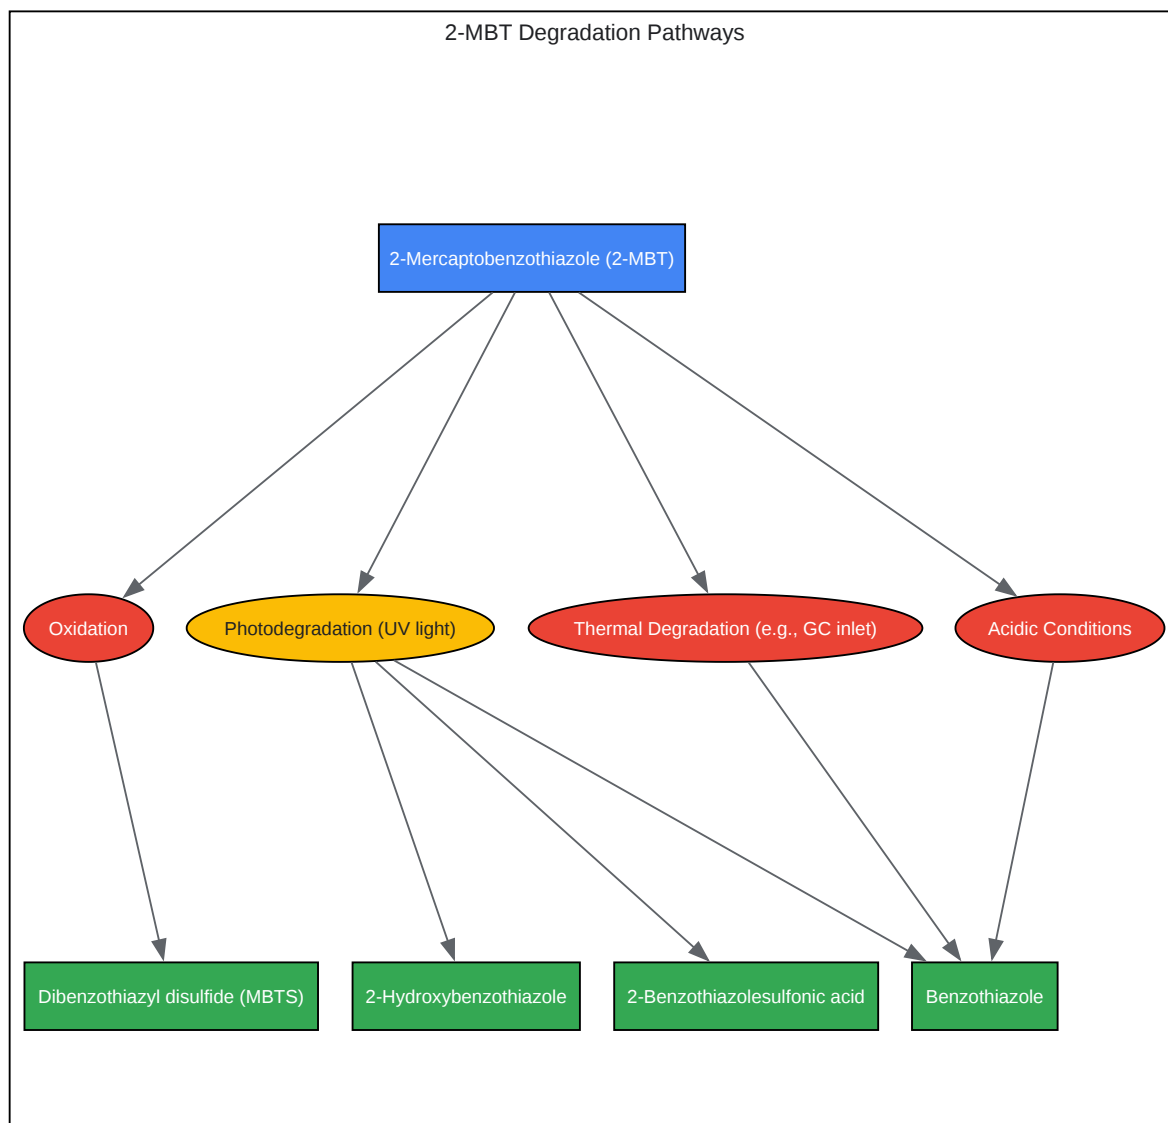 2-MBT Degradation Pathways
2-Mercaptobenzothiazole (2-MBT)
Oxidation
Photodegradation (UV light)
Thermal Degradation (e.g., GC inlet)
Acidic Conditions
Dibenzothiazyl disulfide (MBTS)
2-Hydroxybenzothiazole
2-Benzothiazolesulfonic acid
Benzothiazole